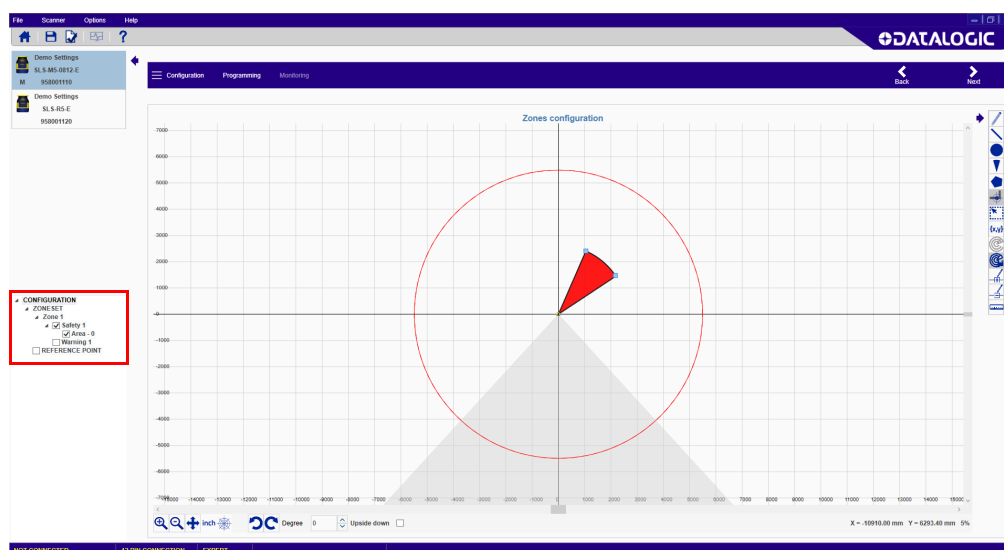 File Scanner Options Help
DATALOGIC
Demo Settings
SLS-M5-0812-E
M 958001110
Demo Settings
SLS-R5-E
958001120
Configuration Programming Monitoring Back Next
Zones configuration
7000
6000
5000
4000
3000
2000
1000
-0
-1000
-2000
-3000
-4000
-5000
-6000
-14000 -13000 -12000 -11000 -10000 -9000 -8000 -7000 -6000 -5000 -4000 -3000 -2000 -1000 0 1000 2000 3000 4000 5000 6000 7000 8000 9000 10000 11000 12000 13000 14000 15000
{x,y}
CONFIGURATION
ZONESET
Zone 1
Safety 1
Area - 0
Warning 1
REFERENCE POINT
inch Degree 0 Upside down X = -10910.00 mm Y = 6293.40 mm 5%
NOT CONNECTED 12 PIN CONNECTION EXPERT